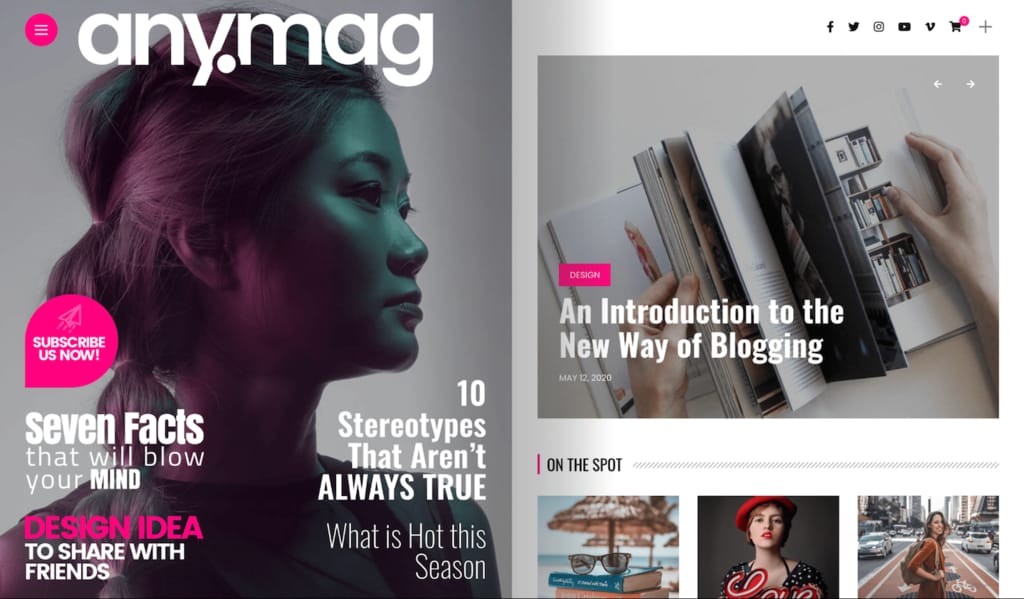 any.mag
SUBSCRIBE
US NOW!
Seven Facts
that will blow
your MIND
DESIGN IDEA
TO SHARE WITH
FRIENDS
10
Stereotypes
That Aren't
ALWAYS TRUE
What is Hot this
Season
0
DESIGN
An Introduction to the
New Way of Blogging
MAY 12, 2020
ON THE SPOT
Love